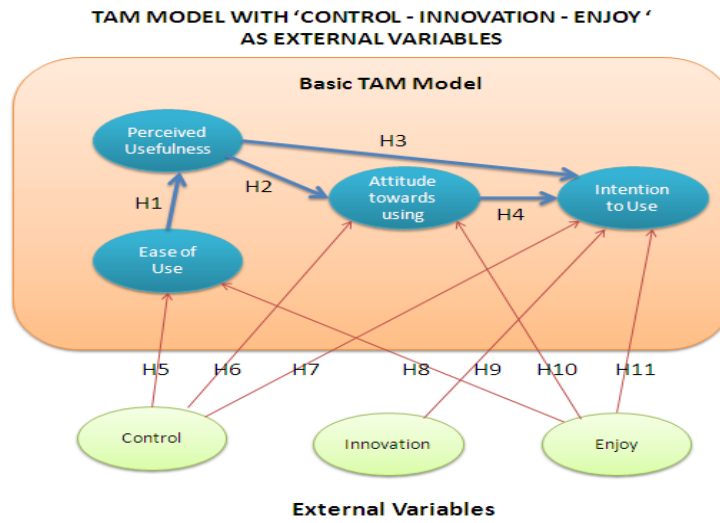 TAM MODEL WITH ‘CONTROL - INNOVATION - ENJOY ‘
AS EXTERNAL VARIABLES
Basic TAM Model
Perceived
Usefulness
H3
H2
Attitude
towards
using
Intention
to Use
H1
H4
Ease of
Use
H5
H6
H7
H8
H9
H10
H11
Control
Innovation
Enjoy
External Variables